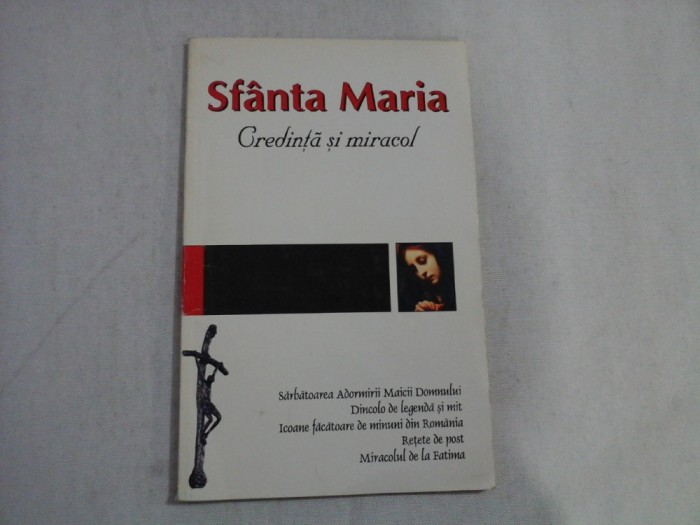 Sfânta Maria
Credință și miracol
Sărbătoarea Adormirii Maicii Domnului
Dincolo de legendă și mit
Icoane făcătoare de minuni din România
Rețete de post
Miracolul de la Fatima